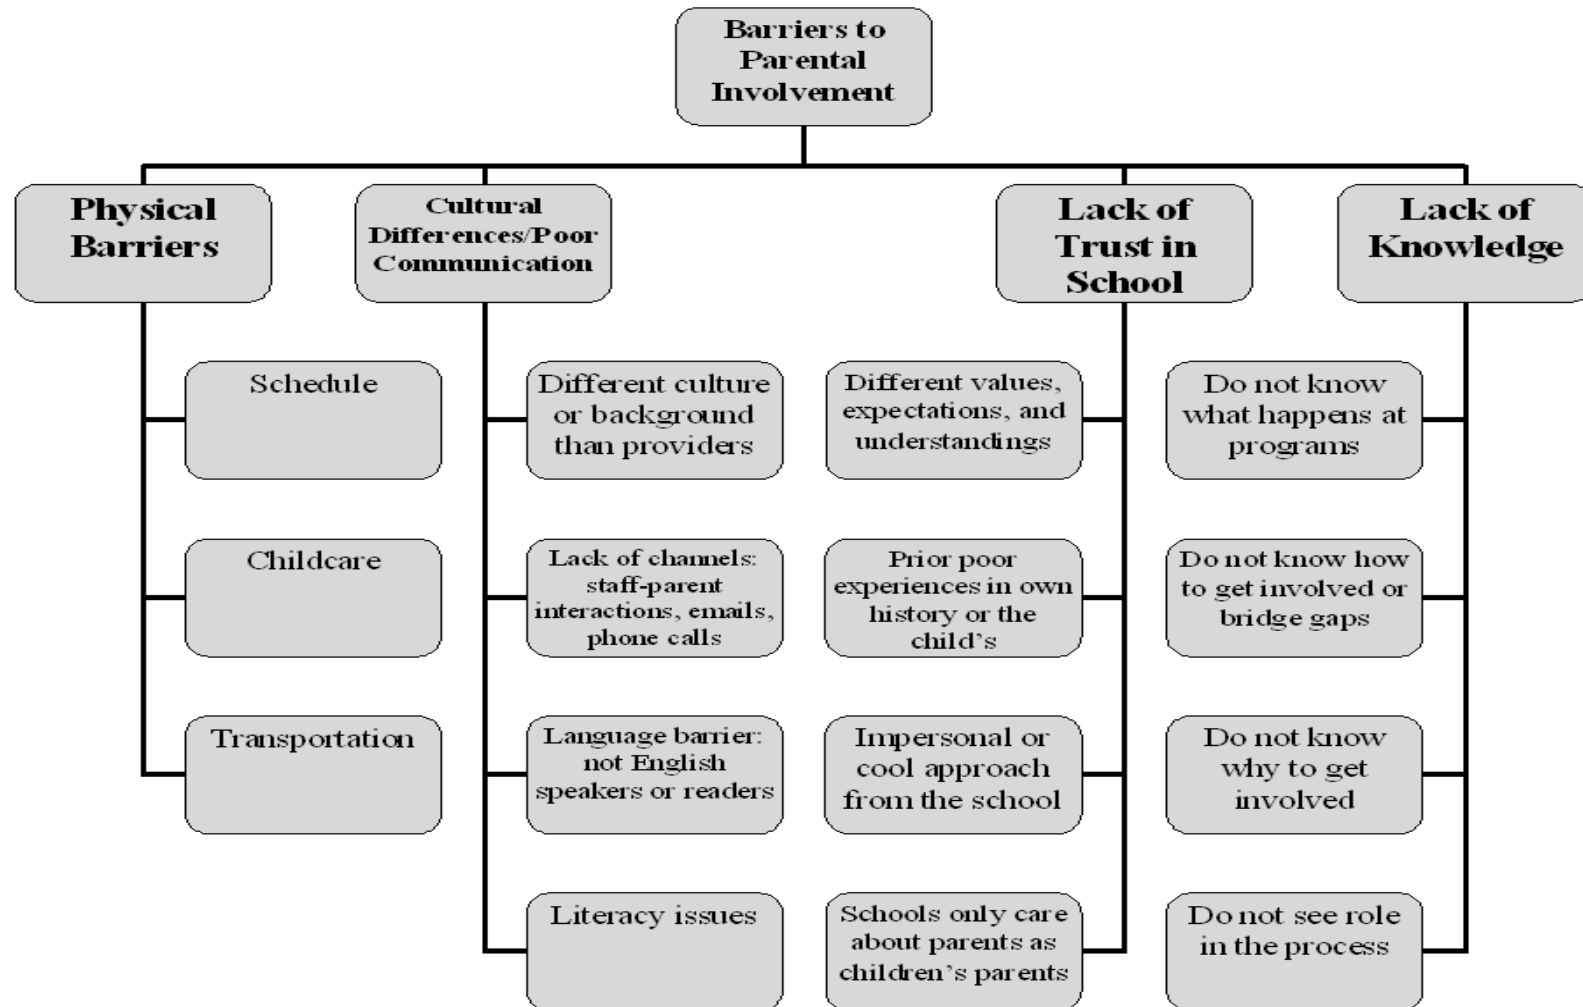 Barriers to
Parental
Involvement
Physical
Barriers
Cultural
Differences/Poor
Communication
Lack of
Trust in
School
Lack of
Knowledge
Schedule
Childcare
Transportation
Different culture
or background
than providers
Lack of channels:
staff-parent
interactions, emails,
phone calls
Language barrier:
not English
speakers or readers
Literacy issues
Different values,
expectations, and
understandings
Prior poor
experiences in own
history or the
child's
Impersonal or
cool approach
from the school
Schools only care
about parents as
children's parents
Do not know
what happens at
programs
Do not know how
to get involved or
bridge gaps
Do not know
why to get
involved
Do not see role
in the process